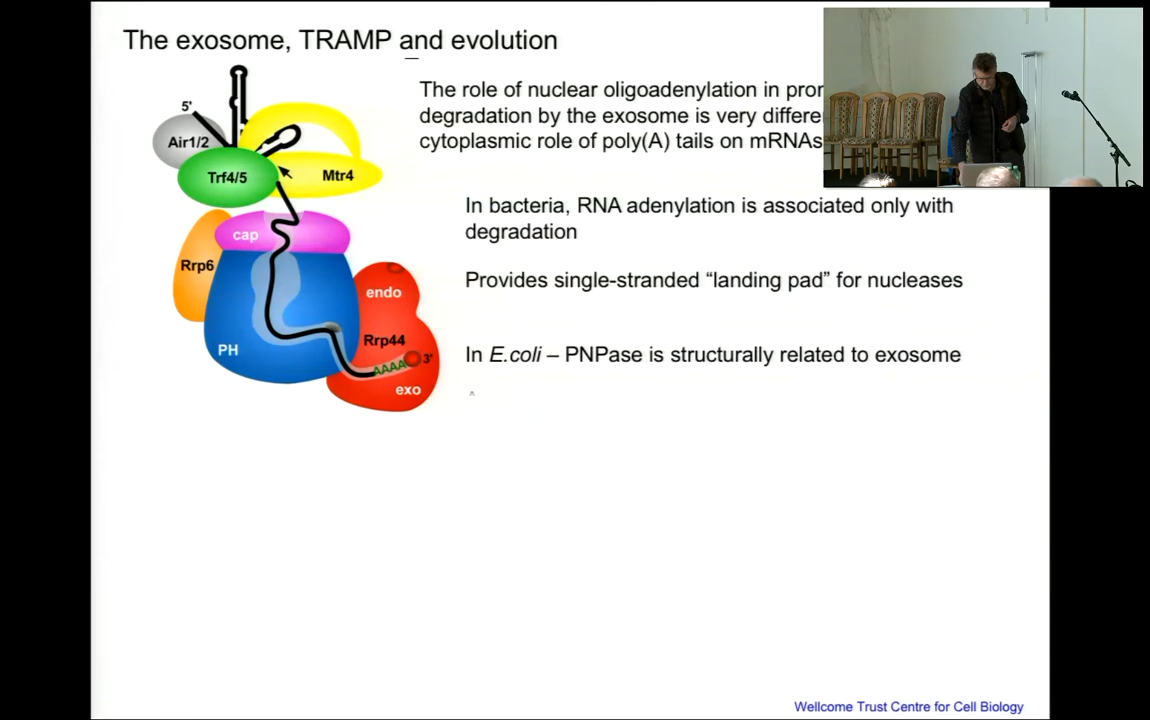 The exosome, TRAMP and evolution
The role of nuclear oligoadenylation in
degradation by the exosome is very
cytoplasmic role of poly(A) tails on mRNAs
5'
Air1/2
Trf4/5
Mtr4
In bacteria, RNA adenylation is associated only with
degradation
cap
Rrp6
Provides single-stranded “landing pad” for nucleases
endo
Rrp44
PH
In E.coli – PNPase is structurally related to exosome
3'
AAAA
exo
Wellcome Trust Centre for Cell Biology